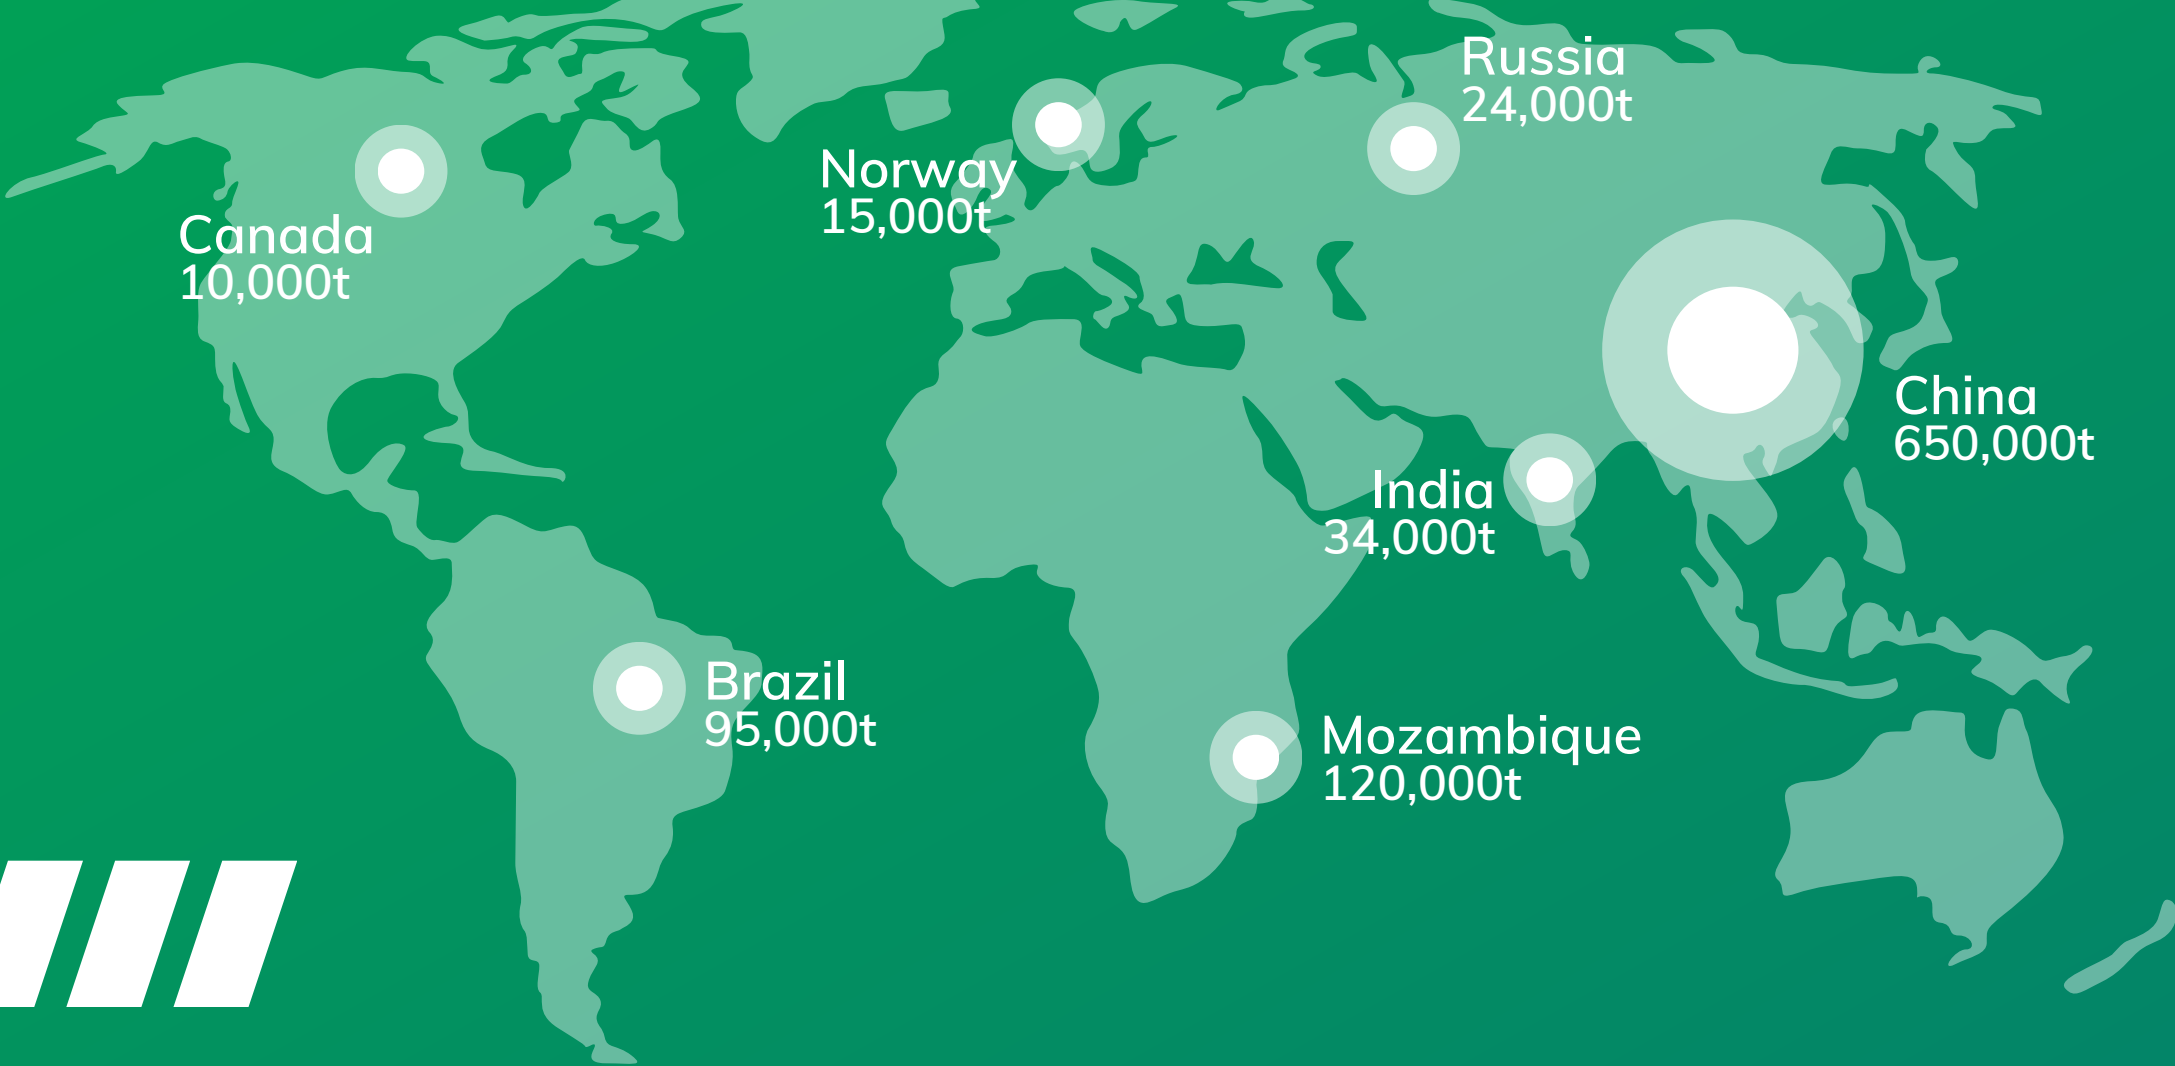 Russia
24,000t
Norway
15,000t
Canada
10,000t
China
650,000t
India
34,000t
Brazil
95,000t
Mozambique
120,000t